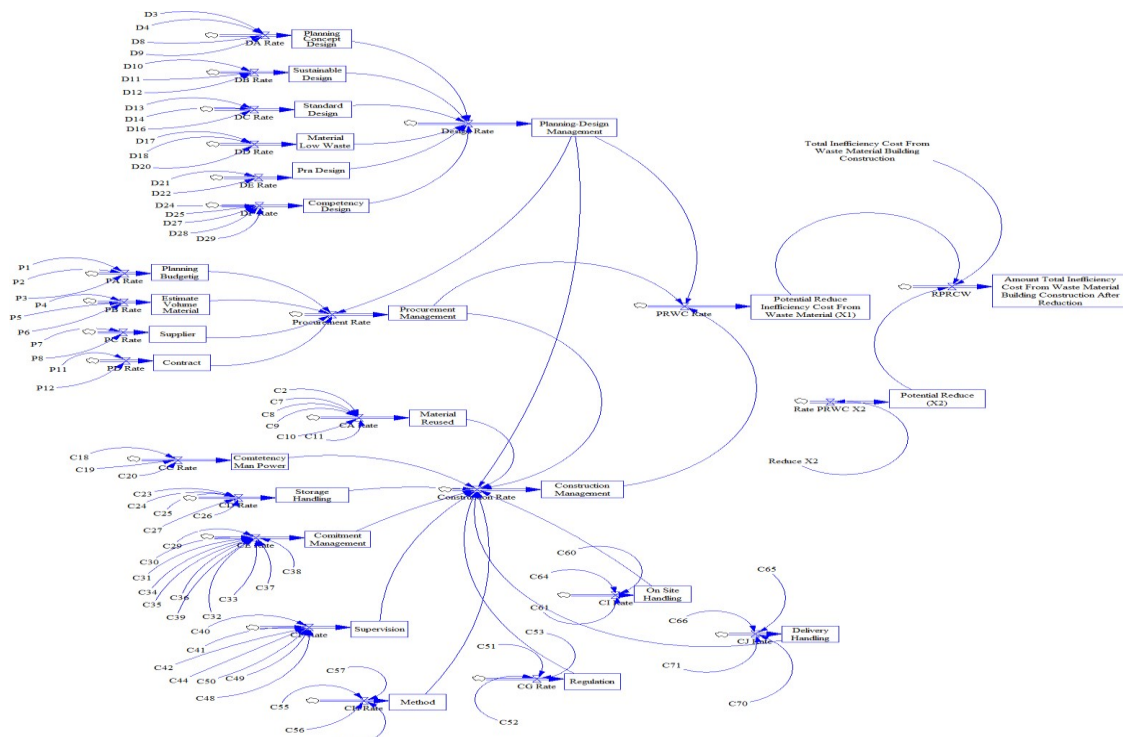 D3
D4
D8
D9
DA Rate
Planning
Concept
Design
D10
D11
D12
DB Rate
Sustainable
Design
D13
D14
D16
DC Rate
Standard
Design
D17
D18
D20
DD Rate
Material
Low Waste
D21
D22
DE Rate
Pra Design
D24
D25
D27
D28
D29
DF Rate
Competency
Design
Design Rate
Planning-Design
Management
Total Inefficiency Cost From
Waste Material Building
Construction
P1
P2
P3
PA Rate
Planning
Budgetig
P4
P5
P6
PB Rate
Estimate
Volume
Material
P7
P8
PC Rate
Supplier
P11
P12
PD Rate
Contract
Procurement Rate
Procurement
Management
PRWC Rate
Potential Reduce
Inefficiency Cost From
Waste Material (X1)
RPRCW
Amount Total Inefficiency
Cost From Waste Material
Building Construction After
Reduction
Rate PRWC X2
Potential Reduce
(X2)
Reduce X2
C2
C7
C8
C9
C10
C11
CA Rate
Material
Reused
C18
C19
C20
CC Rate
Comtetency
Man Power
C23
C24
C25
C26
C27
CD Rate
Storage
Handling
Construction Rate
Construction
Management
C29
C30
C31
C34
C35
C36
C39
C32
C33
C37
C38
CE Rate
Comitment
Management
C40
C41
C42
C44
C50
C48
C49
Supervision
C55
C56
C57
CH Rate
Method
C51
C52
C53
CG Rate
Regulation
C60
C64
C61
CI Rate
On Site
Handling
C65
C66
C71
C70
CJ Rate
Delivery
Handling